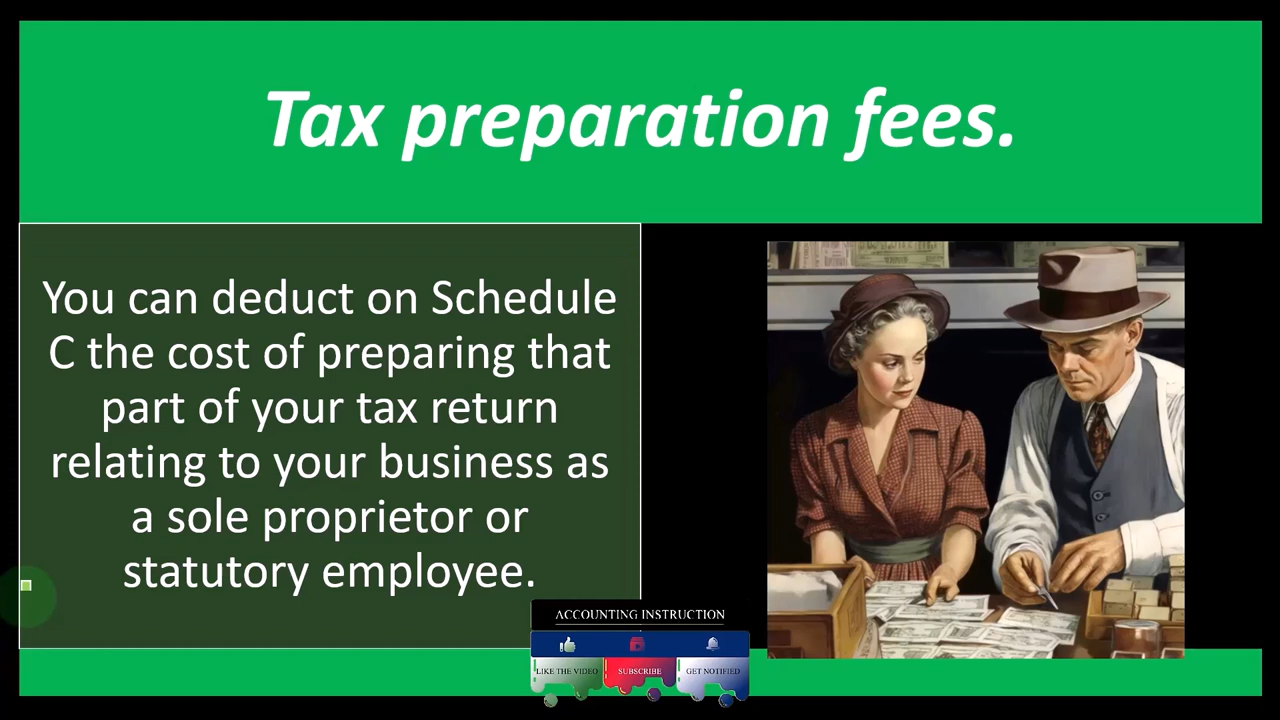 Tax preparation fees.
You can deduct on Schedule
C the cost of preparing that
part of your tax return
relating to your business as
a sole proprietor or
statutory employee.
ACCOUNTING INSTRUCTION
LIKE THE VIDEO SUBSCRIBE GET NOTIFIED